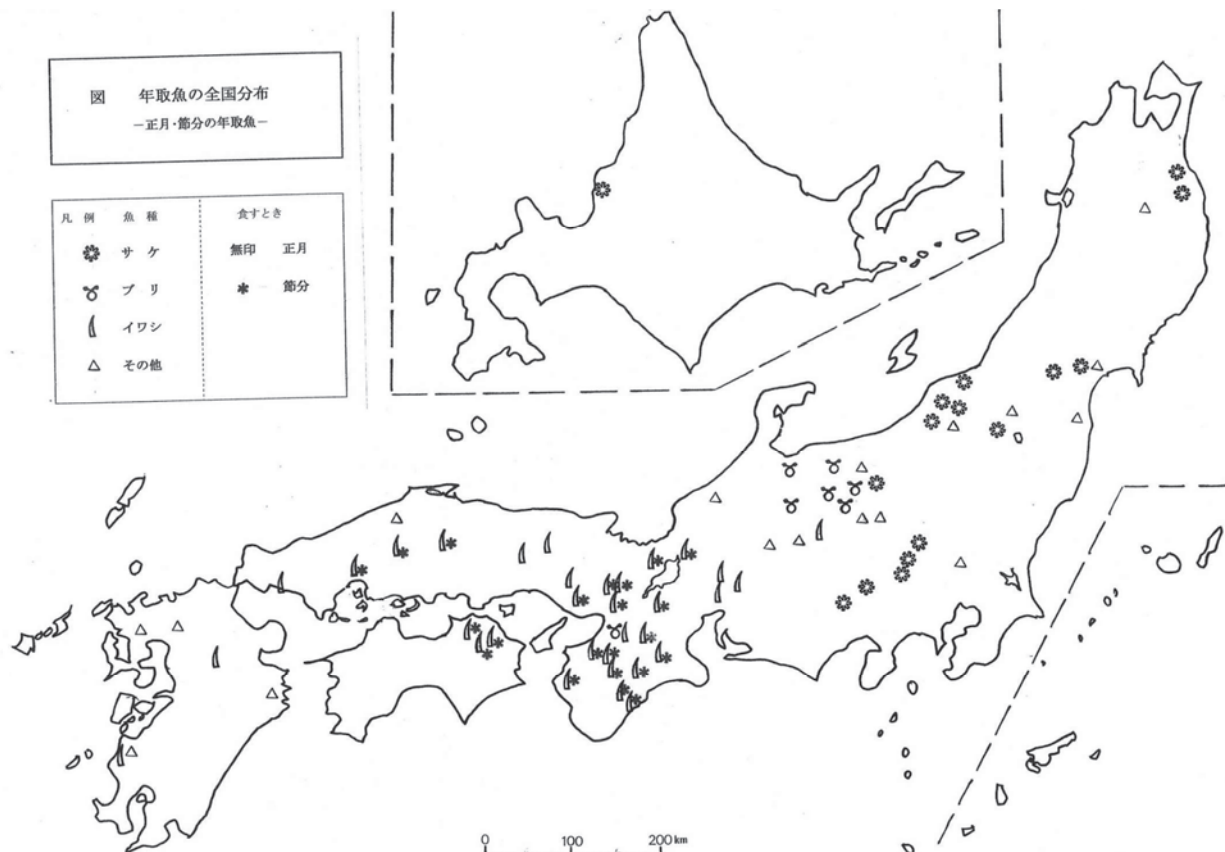 図 年取魚の全国分布
−正月・節分の年取魚−
凡例 魚種
サケ
ブリ
イワシ
その他
食すとき
無印 正月
* 節分
0 100 200km